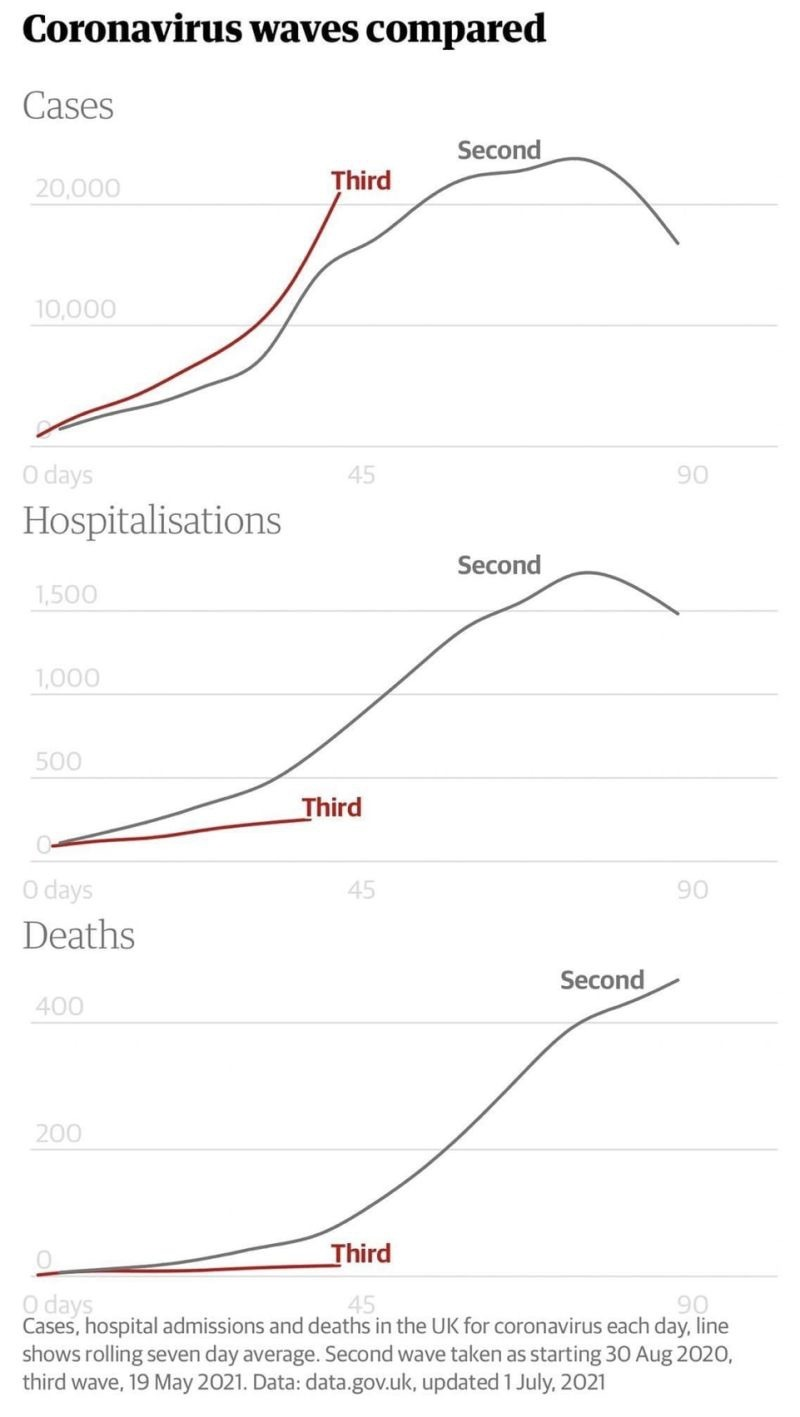 Coronavirus waves compared
Cases
Second
Third
20,000
10,000
0
0 days 45 90
Hospitalisations
Second
1,500
1,000
500
Third
0
0 days 45 90
Deaths
Second
400
200
Third
0
0 days 45 90
Cases, hospital admissions and deaths in the UK for coronavirus each day, line
shows rolling seven day average. Second wave taken as starting 30 Aug 2020,
third wave, 19 May 2021. Data: data.gov.uk, updated 1 July, 2021